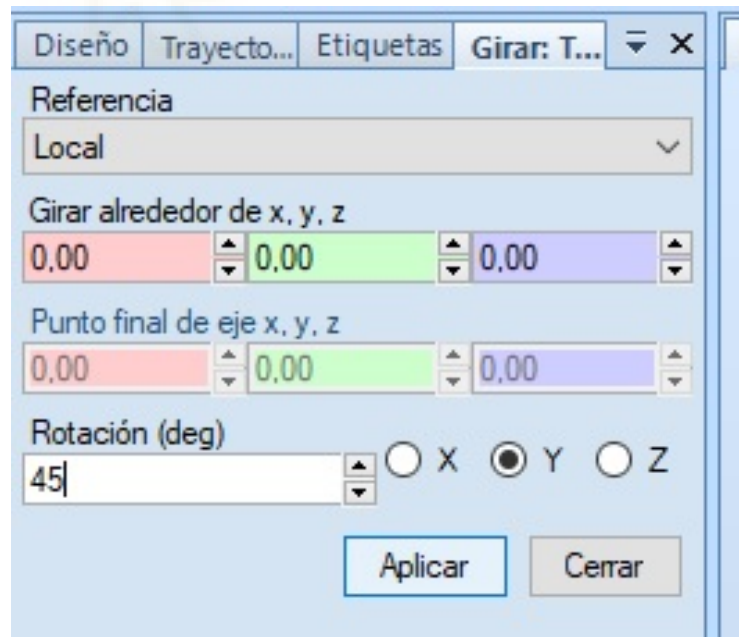 Diseño Trayecto... Etiquetas Girar: T...
Referencia
Local
Girar alrededor de x, y, z
0,00 0,00 0,00
Punto final de eje x, y, z
0,00 0,00 0,00
Rotación (deg)
45 X Y Z
Aplicar Cerrar